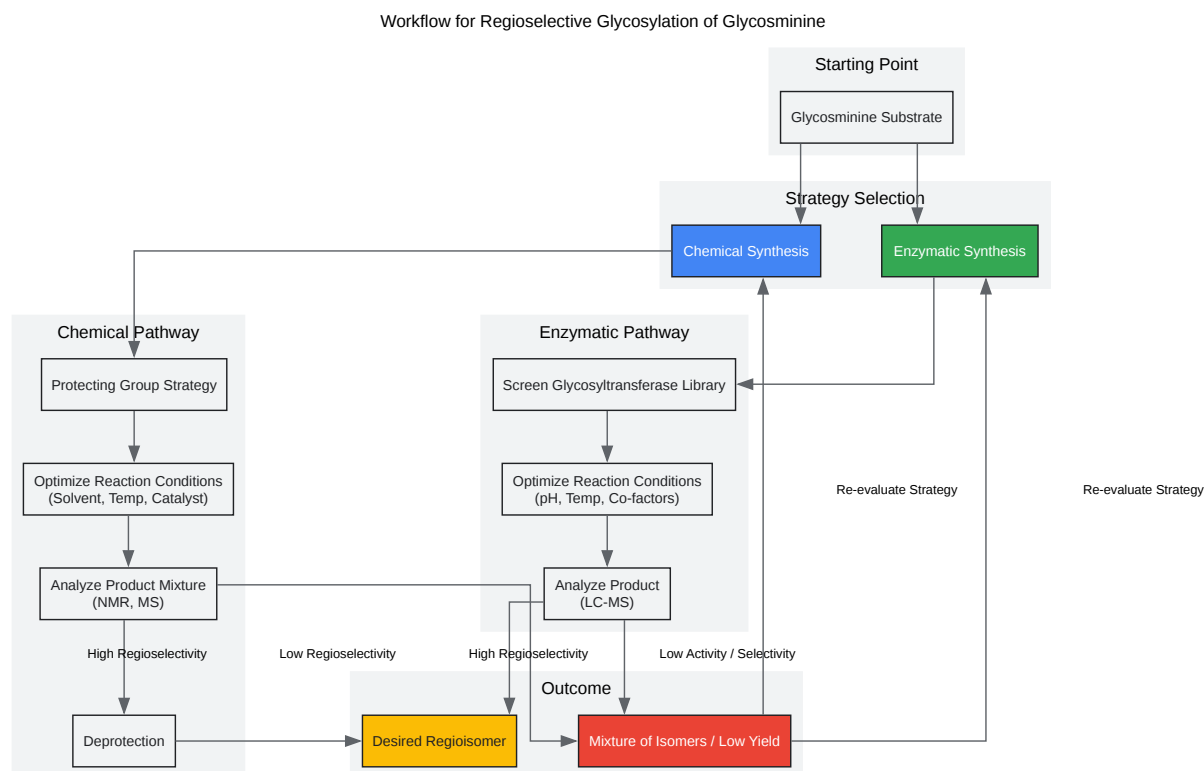 Workflow for Regioselective Glycosylation of Glycosminine
Starting Point
Glycosminine Substrate
Strategy Selection
Chemical Synthesis
Enzymatic Synthesis
Chemical Pathway
Protecting Group Strategy
Optimize Reaction Conditions
(Solvent, Temp, Catalyst)
Analyze Product Mixture
(NMR, MS)
High Regioselectivity
Deprotection
Low Regioselectivity
Enzymatic Pathway
Screen Glycosyltransferase Library
Optimize Reaction Conditions
(pH, Temp, Co-factors)
Analyze Product
(LC-MS)
High Regioselectivity
Low Activity / Selectivity
Re-evaluate Strategy
Re-evaluate Strategy
Outcome
Desired Regioisomer
Mixture of Isomers / Low Yield